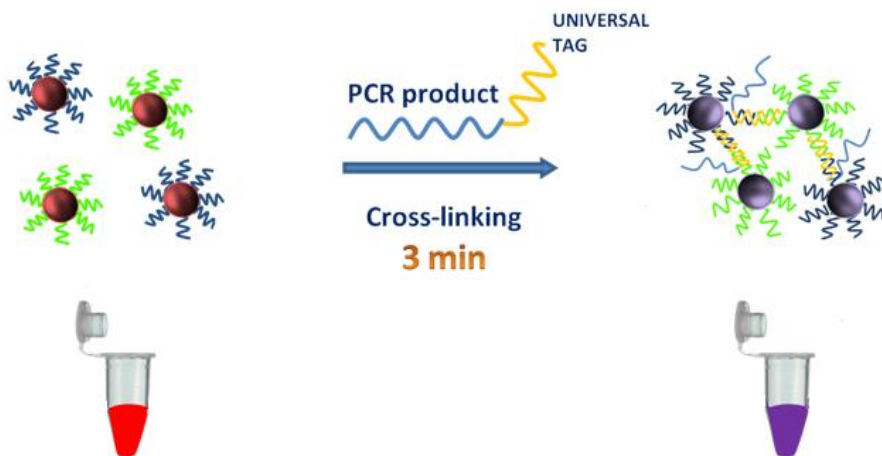 UNIVERSAL
TAG
PCR product
Cross-linking
3 min